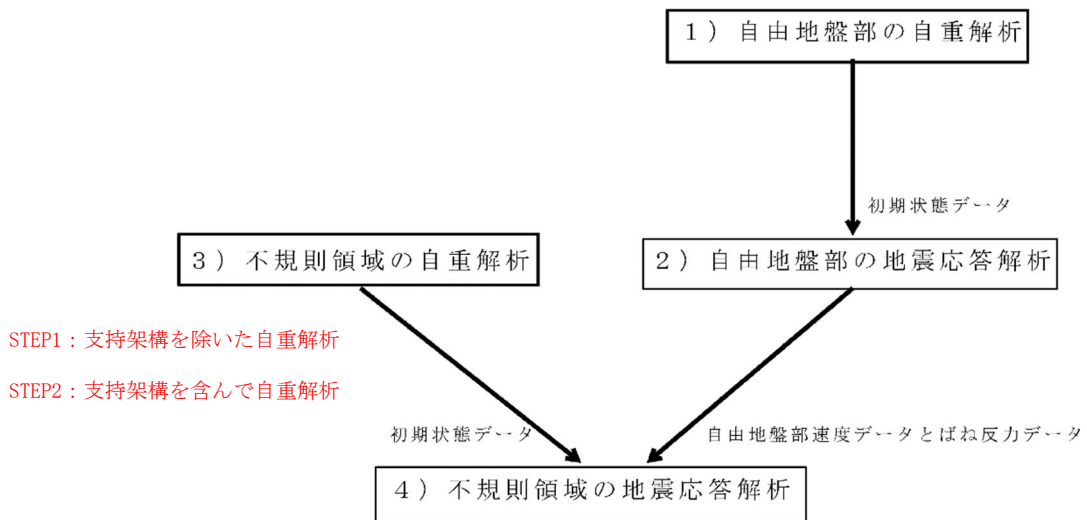 1）自由地盤部の自重解析
初期状態データ
3）不規則領域の自重解析
2）自由地盤部の地震応答解析
STEP1：支持架構を除いた自重解析
STEP2：支持架構を含んで自重解析
初期状態データ
自由地盤部速度データとばね反力データ
4）不規則領域の地震応答解析